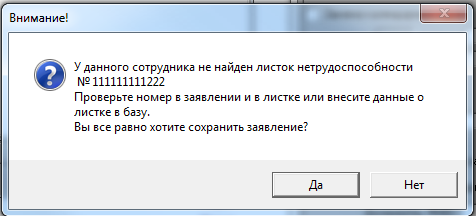 Внимание!
У данного сотрудника не найден листок нетрудоспособности
№ 111111111222
Проверьте номер в заявлении и в листке или внесите данные о
листке в базу.
Вы все равно хотите сохранить заявление?
Да
Нет